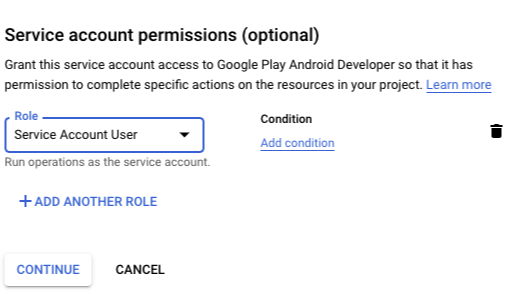 Service account permissions (optional)
Grant this service account access to Google Play Android Developer so that it has
permission to complete specific actions on the resources in your project. Learn more
Role
Service Account User
Condition
Add condition
Run operations as the service account.
+ ADD ANOTHER ROLE
CONTINUE
CANCEL